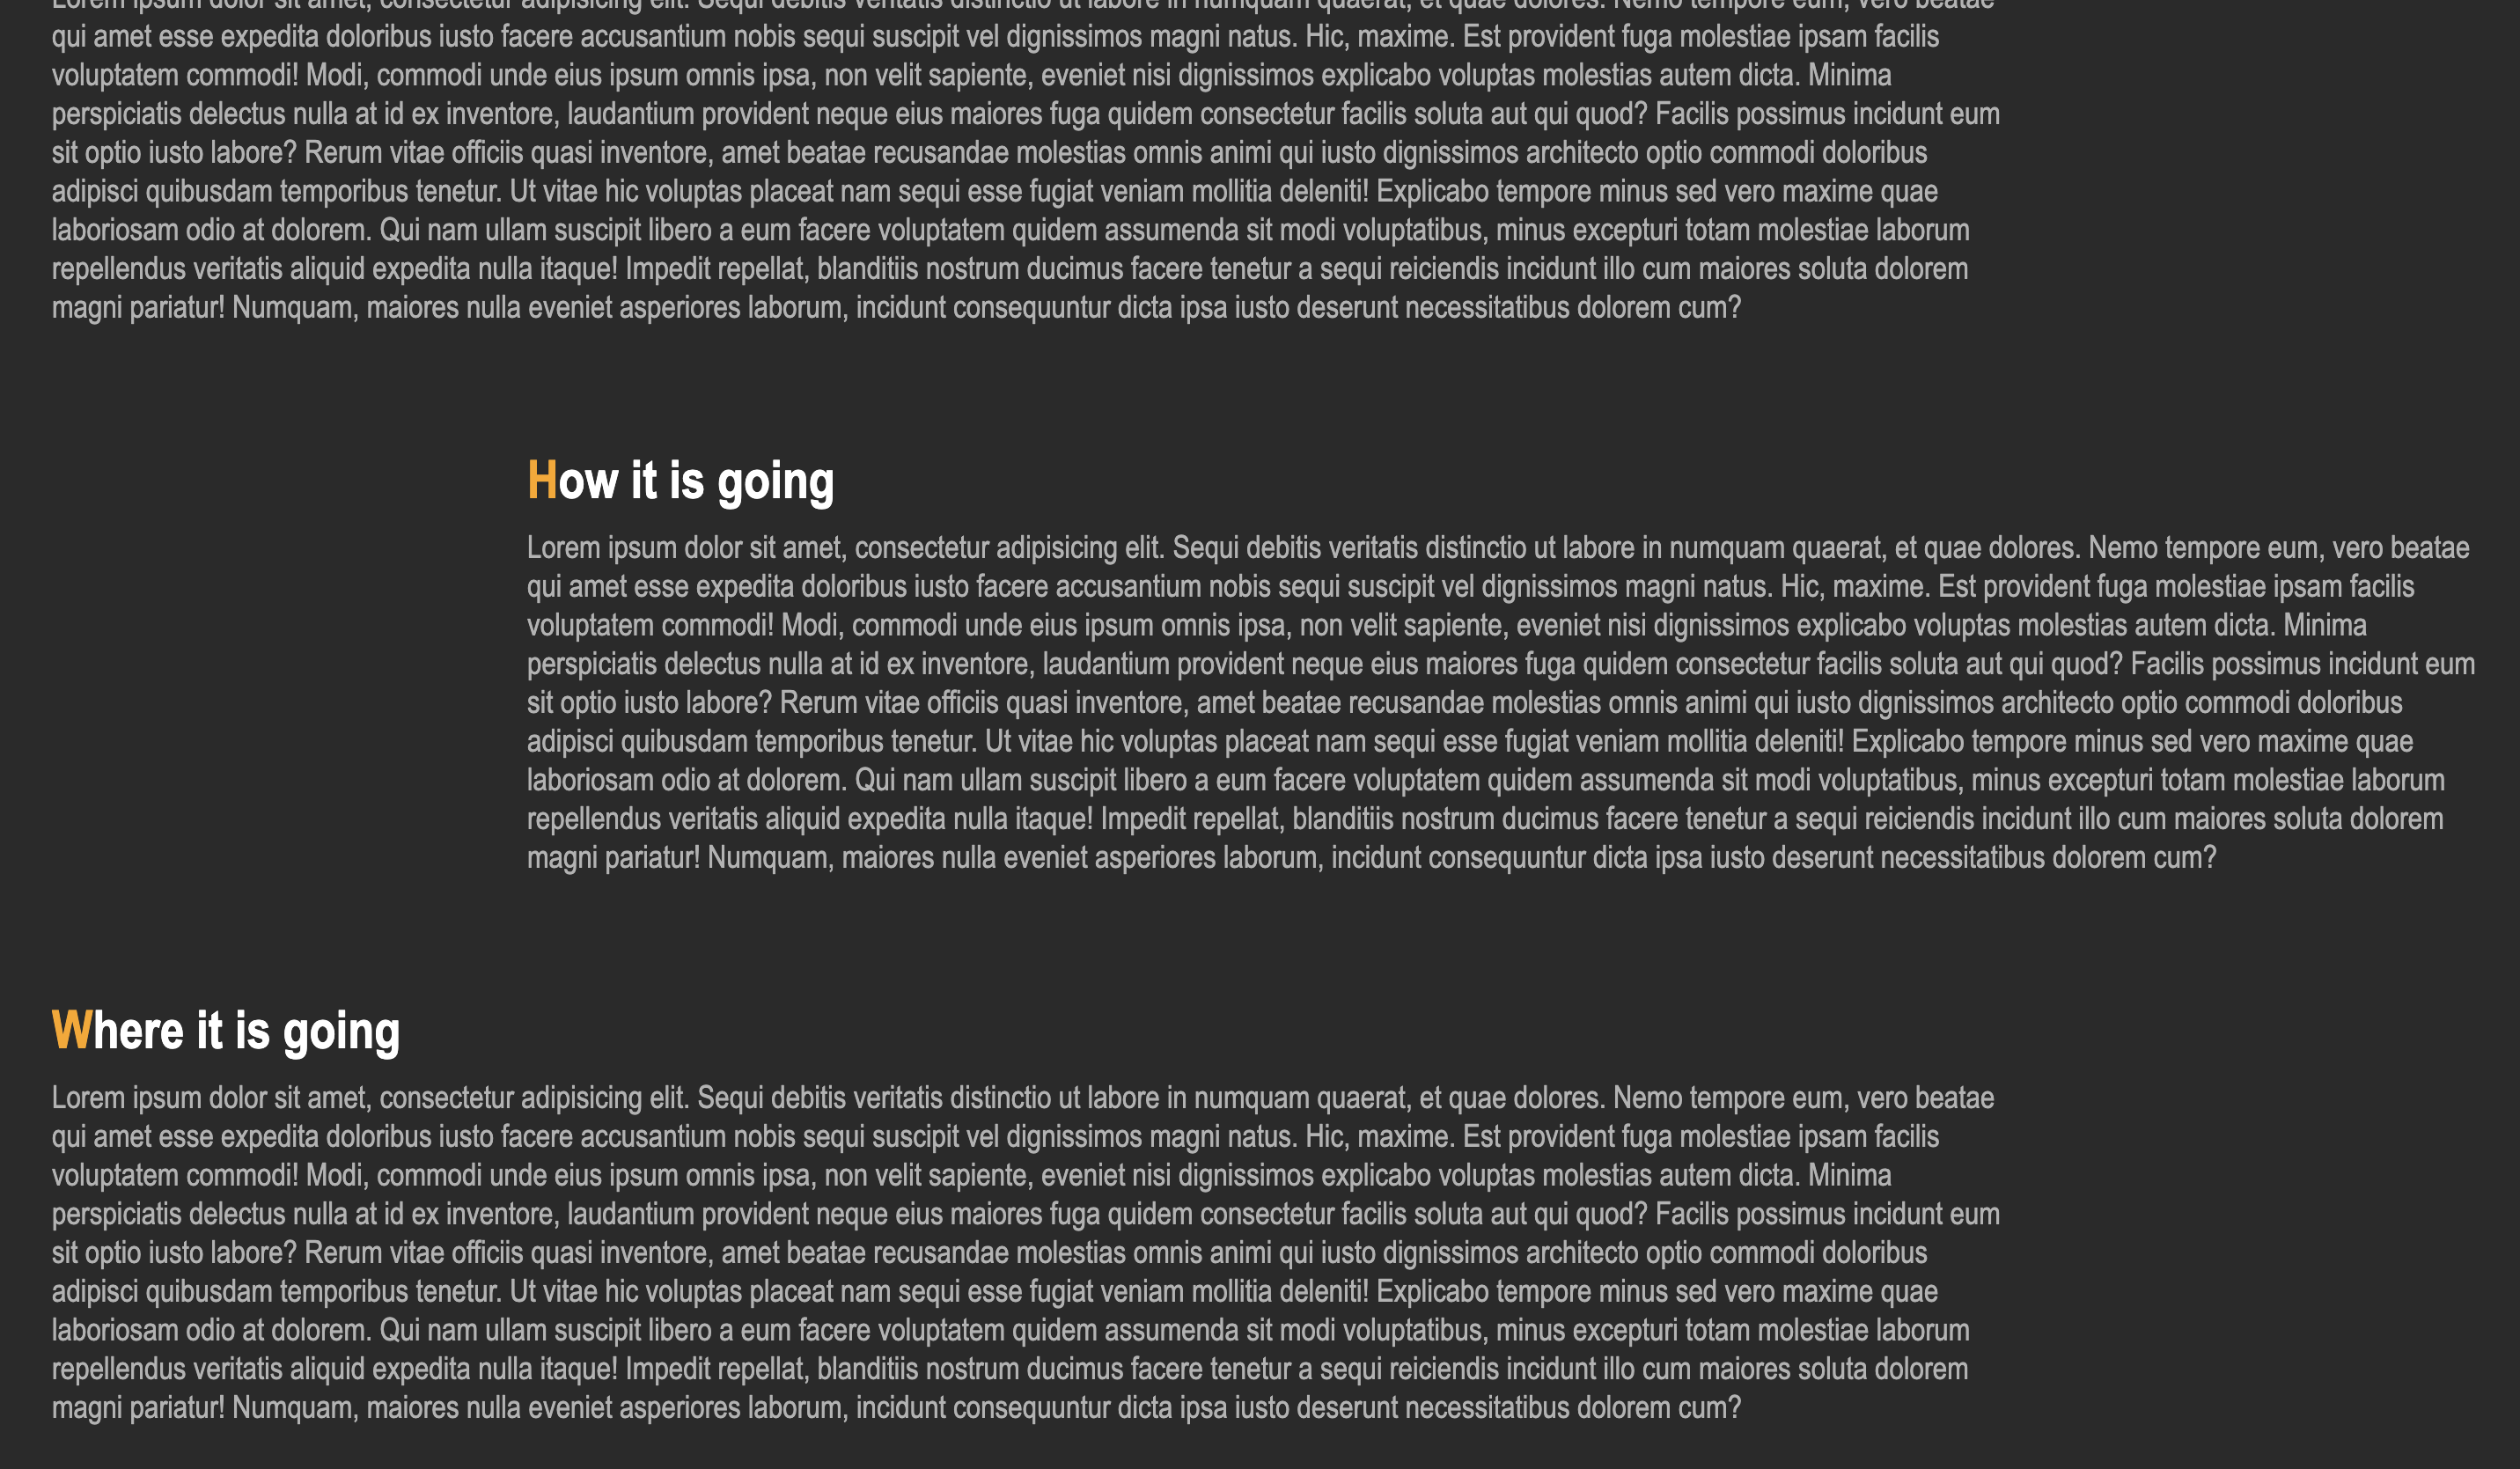 Lorem ipsum dolor sit amet, consectetur adipisicing elit. Sequi debitis veritatis distinctio ut labore in numquam quaerat, et quae dolores. Nemo tempore eum, vero beatae
qui amet esse expedita doloribus iusto facere accusantium nobis sequi suscipit vel dignissimos magni natus. Hic, maxime. Est provident fuga molestiae ipsam facilis
voluptatem commodi! Modi, commodi unde eius ipsum omnis ipsa, non velit sapiente, eveniet nisi dignissimos explicabo voluptas molestias autem dicta. Minima
perspiciatis delectus nulla at id ex inventore, laudantium provident neque eius maiores fuga quidem consectetur facilis soluta aut qui quod? Facilis possimus incidunt eum
sit optio iusto labore? Rerum vitae officiis quasi inventore, amet beatae recusandae molestias omnis animi qui iusto dignissimos architecto optio commodi doloribus
adipisci quibusdam temporibus tenetur. Ut vitae hic voluptas placeat nam sequi esse fugiat veniam mollitia deleniti! Explicabo tempore minus sed vero maxime quae
laboriosam odio at dolorem. Qui nam ullam suscipit libero a eum facere voluptatem quidem assumenda sit modi voluptatibus, minus excepturi totam molestiae laborum
repellendus veritatis aliquid expedita nulla itaque! Impedit repellat, blanditiis nostrum ducimus facere tenetur a sequi reiciendis incidunt illo cum maiores soluta dolorem
magni pariatur! Numquam, maiores nulla eveniet asperiores laborum, incidunt consequuntur dicta ipsa iusto deserunt necessitatibus dolorem cum?
How it is going
Lorem ipsum dolor sit amet, consectetur adipisicing elit. Sequi debitis veritatis distinctio ut labore in numquam quaerat, et quae dolores. Nemo tempore eum, vero beatae
qui amet esse expedita doloribus iusto facere accusantium nobis sequi suscipit vel dignissimos magni natus. Hic, maxime. Est provident fuga molestiae ipsam facilis
voluptatem commodi! Modi, commodi unde eius ipsum omnis ipsa, non velit sapiente, eveniet nisi dignissimos explicabo voluptas molestias autem dicta. Minima
perspiciatis delectus nulla at id ex inventore, laudantium provident neque eius maiores fuga quidem consectetur facilis soluta aut qui quod? Facilis possimus incidunt eum
sit optio iusto labore? Rerum vitae officiis quasi inventore, amet beatae recusandae molestias omnis animi qui iusto dignissimos architecto optio commodi doloribus
adipisci quibusdam temporibus tenetur. Ut vitae hic voluptas placeat nam sequi esse fugiat veniam mollitia deleniti! Explicabo tempore minus sed vero maxime quae
laboriosam odio at dolorem. Qui nam ullam suscipit libero a eum facere voluptatem quidem assumenda sit modi voluptatibus, minus excepturi totam molestiae laborum
repellendus veritatis aliquid expedita nulla itaque! Impedit repellat, blanditiis nostrum ducimus facere tenetur a sequi reiciendis incidunt illo cum maiores soluta dolorem
magni pariatur! Numquam, maiores nulla eveniet asperiores laborum, incidunt consequuntur dicta ipsa iusto deserunt necessitatibus dolorem cum?
Where it is going
Lorem ipsum dolor sit amet, consectetur adipisicing elit. Sequi debitis veritatis distinctio ut labore in numquam quaerat, et quae dolores. Nemo tempore eum, vero beatae
qui amet esse expedita doloribus iusto facere accusantium nobis sequi suscipit vel dignissimos magni natus. Hic, maxime. Est provident fuga molestiae ipsam facilis
voluptatem commodi! Modi, commodi unde eius ipsum omnis ipsa, non velit sapiente, eveniet nisi dignissimos explicabo voluptas molestias autem dicta. Minima
perspiciatis delectus nulla at id ex inventore, laudantium provident neque eius maiores fuga quidem consectetur facilis soluta aut qui quod? Facilis possimus incidunt eum
sit optio iusto labore? Rerum vitae officiis quasi inventore, amet beatae recusandae molestias omnis animi qui iusto dignissimos architecto optio commodi doloribus
adipisci quibusdam temporibus tenetur. Ut vitae hic voluptas placeat nam sequi esse fugiat veniam mollitia deleniti! Explicabo tempore minus sed vero maxime quae
laboriosam odio at dolorem. Qui nam ullam suscipit libero a eum facere voluptatem quidem assumenda sit modi voluptatibus, minus excepturi totam molestiae laborum
repellendus veritatis aliquid expedita nulla itaque! Impedit repellat, blanditiis nostrum ducimus facere tenetur a sequi reiciendis incidunt illo cum maiores soluta dolorem
magni pariatur! Numquam, maiores nulla eveniet asperiores laborum, incidunt consequuntur dicta ipsa iusto deserunt necessitatibus dolorem cum?